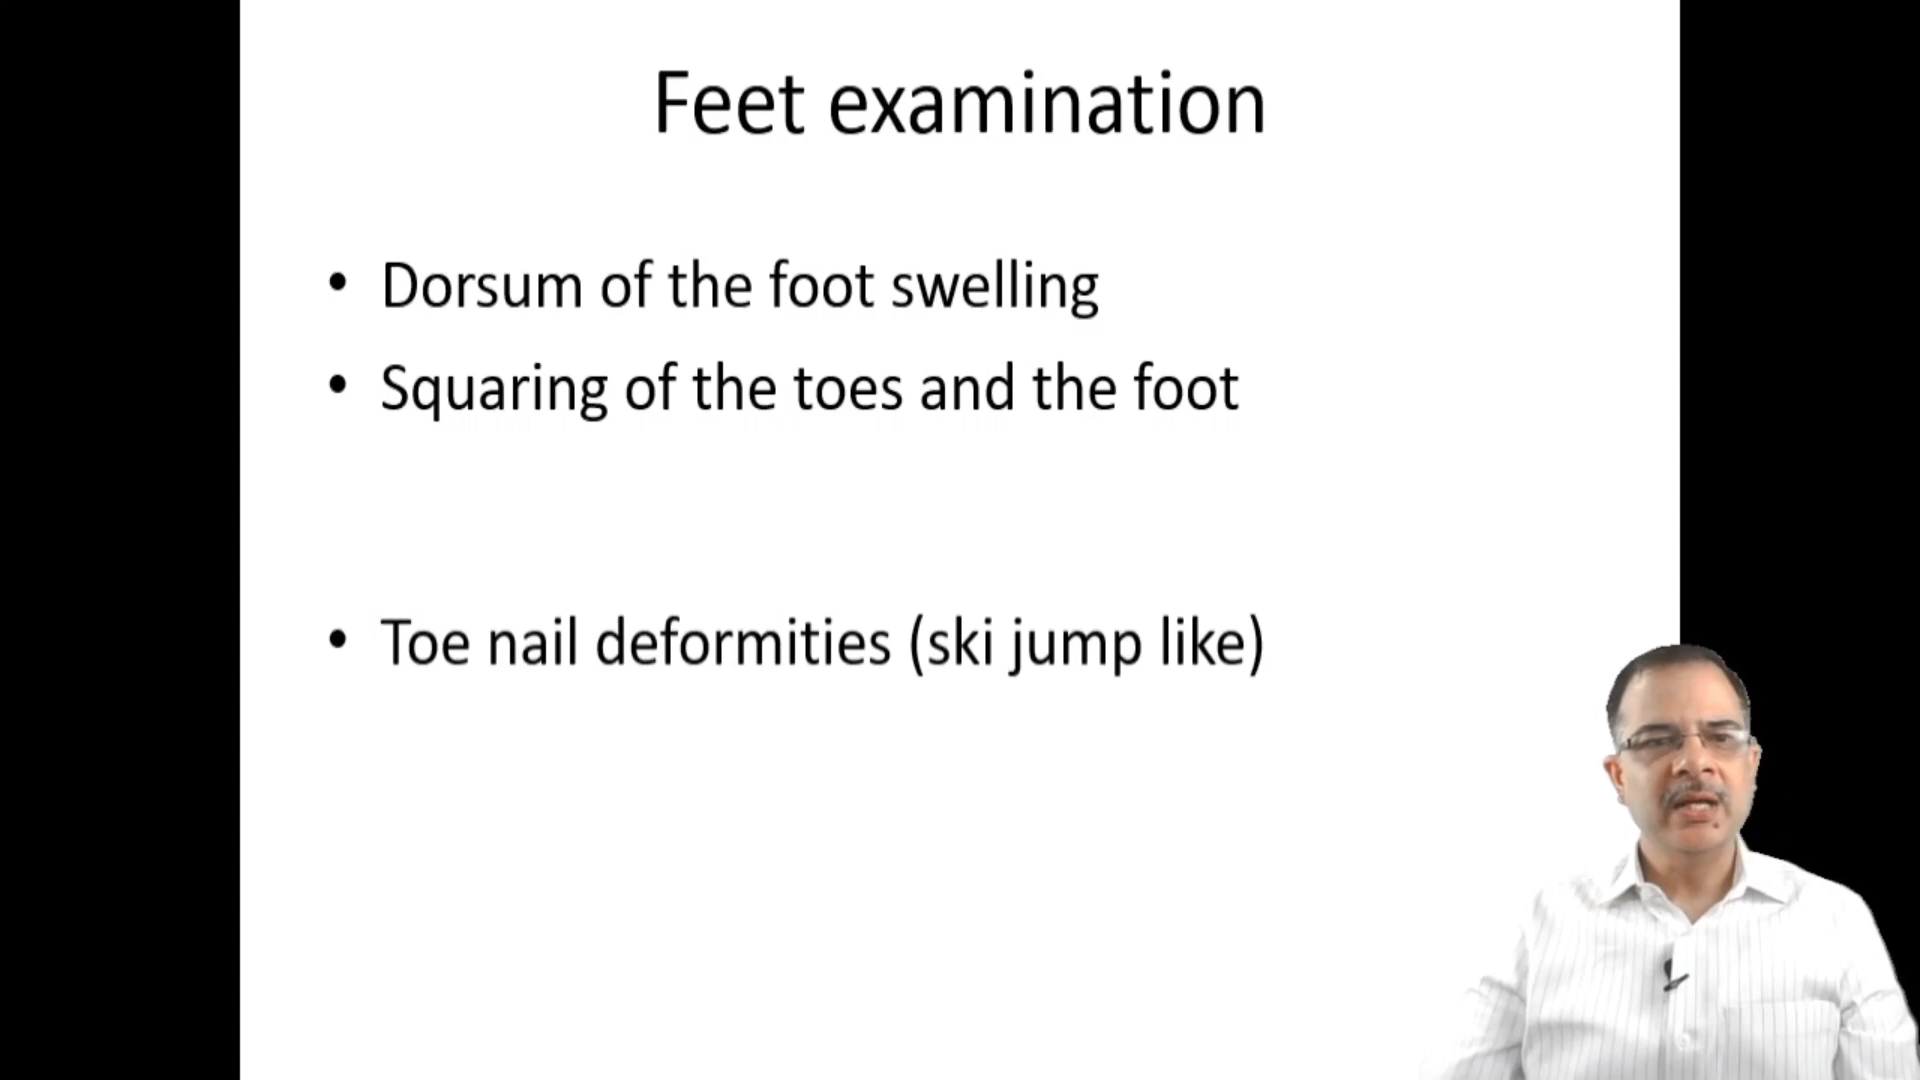 Feet examination
• Dorsum of the foot swelling
• Squaring of the toes and the foot
• Toe nail deformities (ski jump like)